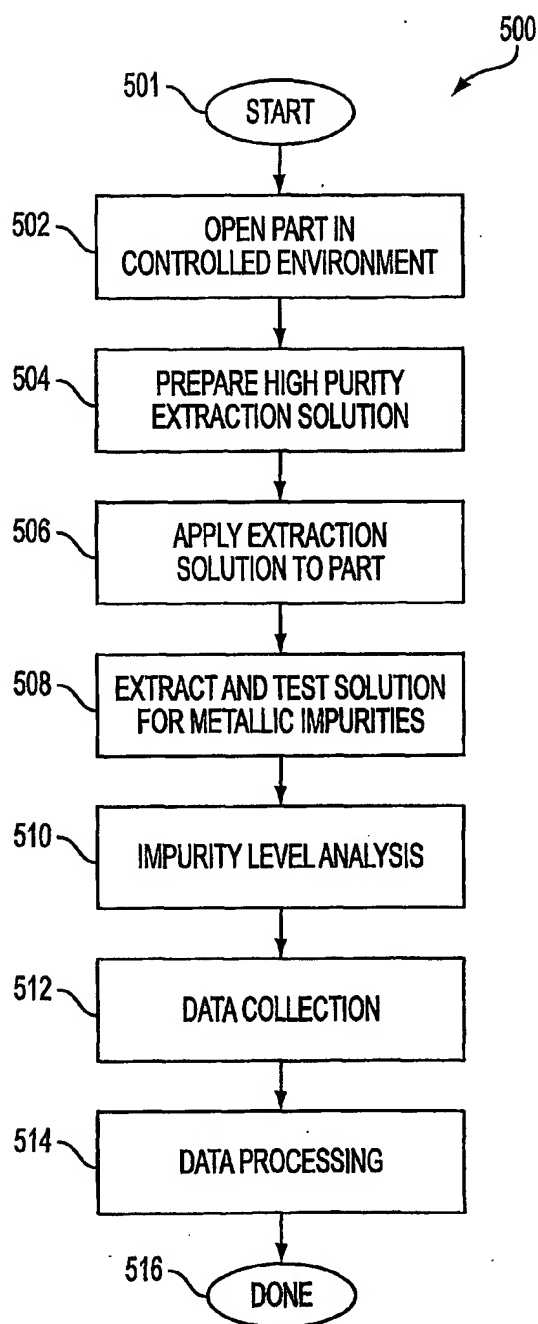 500
501
START
502
OPEN PART IN
CONTROLLED ENVIRONMENT
504
PREPARE HIGH PURITY
EXTRACTION SOLUTION
506
APPLY EXTRACTION
SOLUTION TO PART
508
EXTRACT AND TEST SOLUTION
FOR METALLIC IMPURITIES
510
IMPURITY LEVEL ANALYSIS
512
DATA COLLECTION
514
DATA PROCESSING
516
DONE